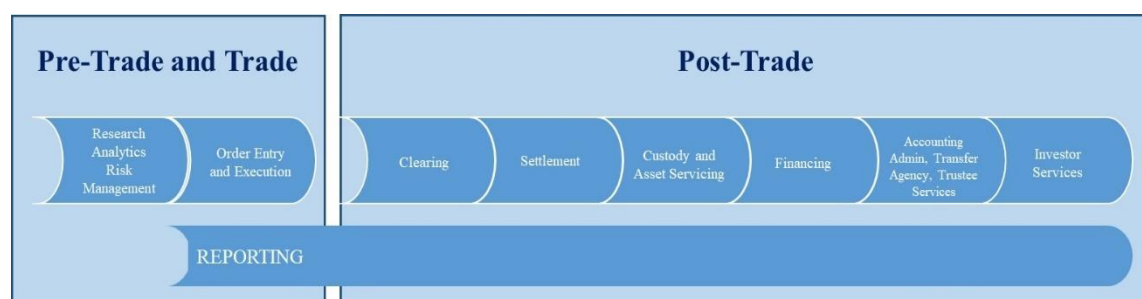 Pre-Trade and Trade
Post-Trade
Research
Analytics
Risk
Management
Order Entry
and Execution
Clearing
Settlement
Custody and
Asset Servicing
Financing
Accounting
Admin, Transfer
Agency, Trustee
Services
Investor
Services
REPORTING